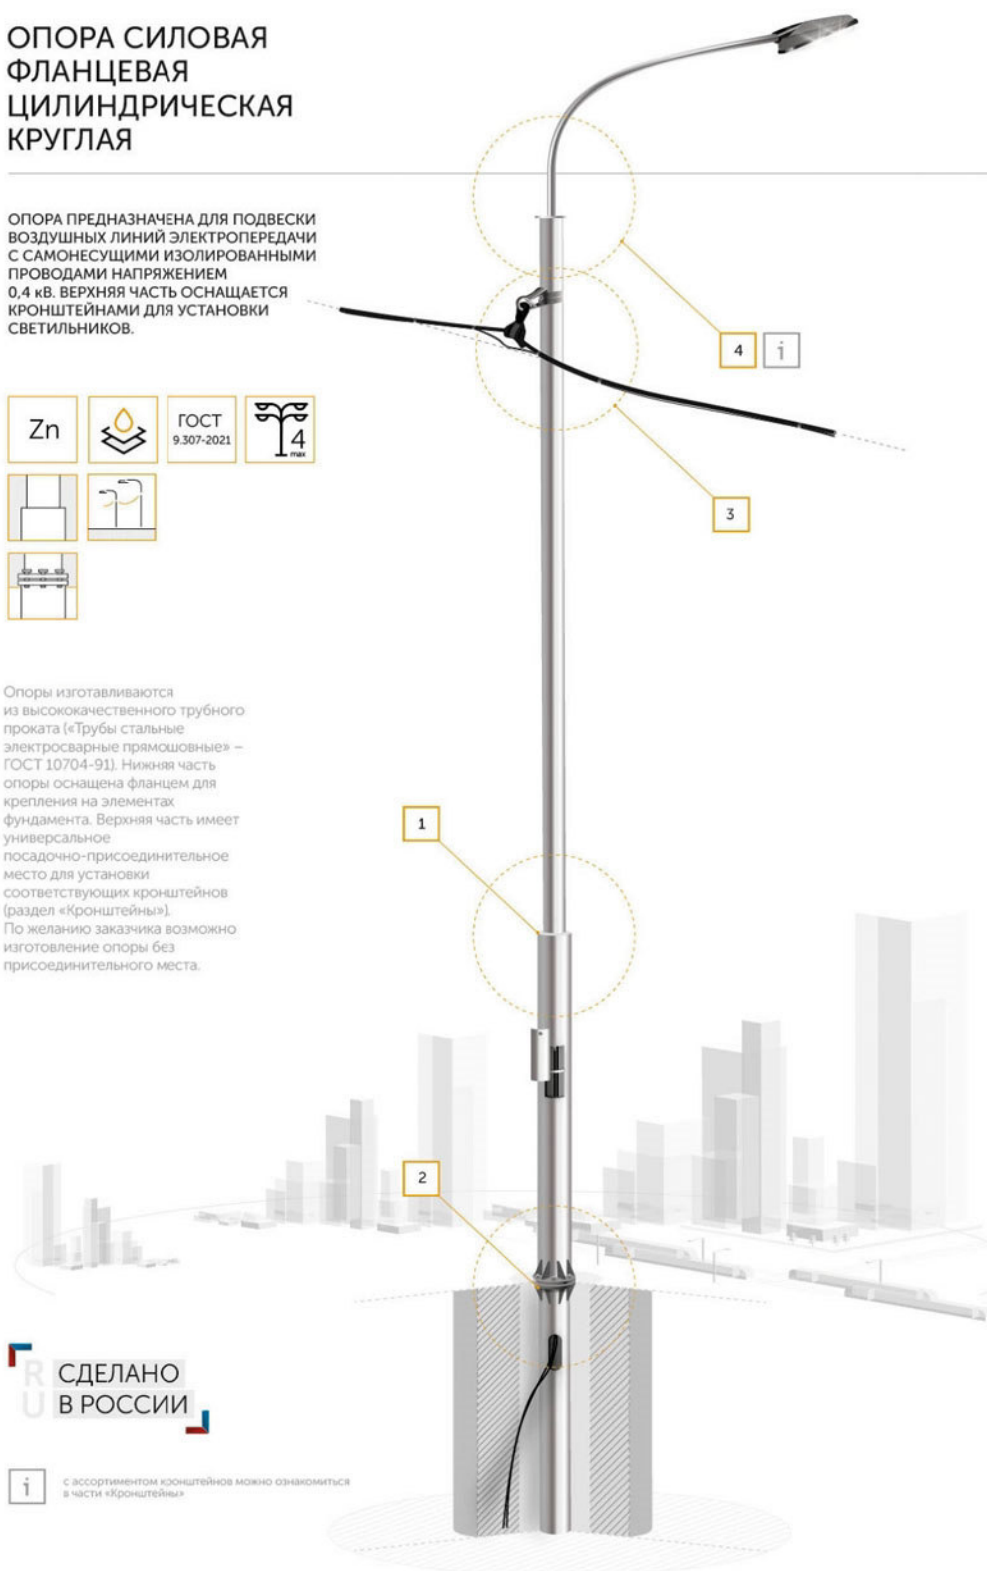 ОПОРА СИЛОВАЯ
ФЛАНЦЕВАЯ
ЦИЛИНДРИЧЕСКАЯ
КРУГЛАЯ
ОПОРА ПРЕДНАЗНАЧЕНА ДЛЯ ПОДВЕСКИ
ВОЗДУШНЫХ ЛИНИЙ ЭЛЕКТРОПЕРЕДАЧИ
С САМОНЕСУЩИМИ ИЗОЛИРОВАННЫМИ
ПРОВОДАМИ НАПРЯЖЕНИЕМ
0,4 кВ. ВЕРХНЯЯ ЧАСТЬ ОСНАЩАЕТСЯ
КРОНШТЕЙНАМИ ДЛЯ УСТАНОВКИ
СВЕТИЛЬНИКОВ.
4 i
Zn
ГОСТ
9.307-2021
4
max
3
Опоры изготавливаются
из высококачественного трубного
проката («Трубы стальные
электросварные прямошовные» –
ГОСТ 10704-91). Нижняя часть
опоры оснащена фланцем для
крепления на элементах
фундамента. Верхняя часть имеет
универсальное
посадочно-присоединительное
место для установки
соответствующих кронштейнов
(раздел «Кронштейны»).
По желанию заказчика возможно
изготовление опоры без
присоединительного места.
1
2
RU
СДЕЛАНО
В РОССИИ
i
с ассортиментом кронштейнов можно ознакомиться
в части «Кронштейны»